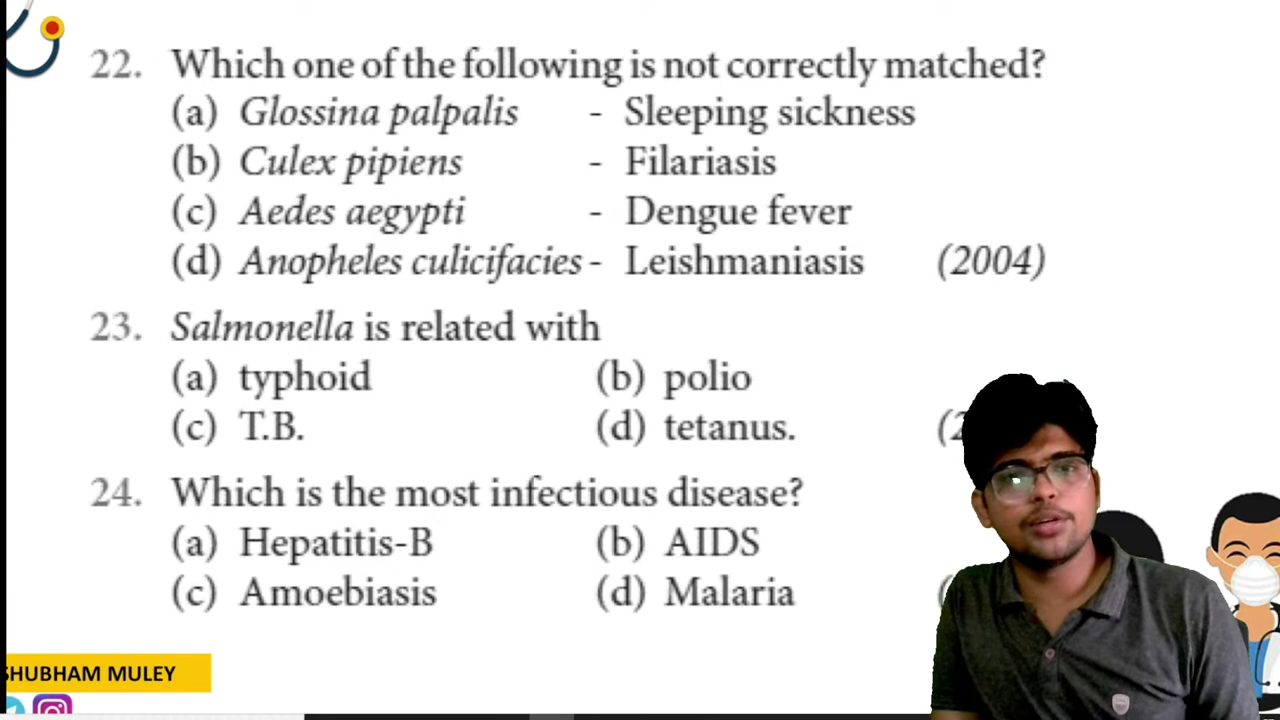 22. Which one of the following is not correctly matched?
(a) Glossina palpalis - Sleeping sickness
(b) Culex pipiens - Filariasis
(c) Aedes aegypti - Dengue fever
(d) Anopheles culicifacies - Leishmaniasis (2004)
23. Salmonella is related with
(a) typhoid (b) polio
(c) T.B. (d) tetanus.
24. Which is the most infectious disease?
(a) Hepatitis-B (b) AIDS
(c) Amoebiasis (d) Malaria
SHUBHAM MULEY